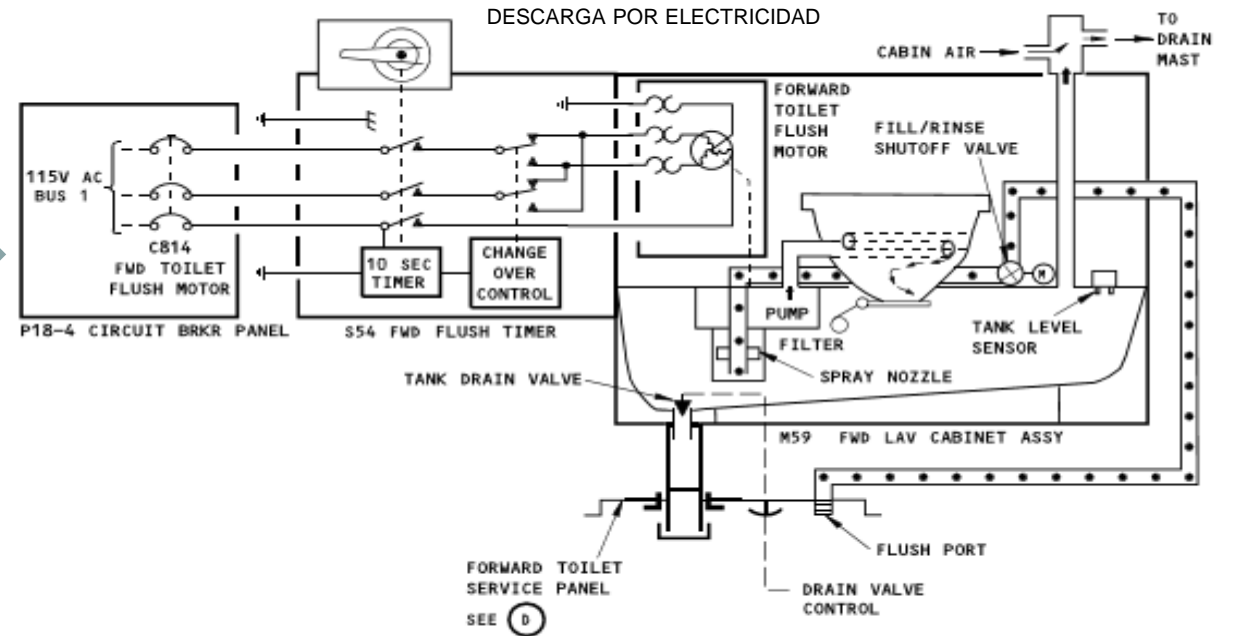 DESCARGA POR ELECTRICIDAD
TO
DRAIN
MAST
CABIN AIR
FORWARD
TOILET
FLUSH
MOTOR
FILL/RINSE
SHUTOFF VALVE
115V AC
BUS 1
C814
FWD TOILET
FLUSH MOTOR
10 SEC
TIMER
CHANGE
OVER
CONTROL
M
P18-4 CIRCUIT BRKR PANEL
S54 FWD FLUSH TIMER
PUMP
FILTER
TANK LEVEL
SENSOR
TANK DRAIN VALVE
SPRAY NOZZLE
M59 FWD LAV CABINET ASSY
FLUSH PORT
FORWARD TOILET
SERVICE PANEL
SEE D
DRAIN VALVE
CONTROL